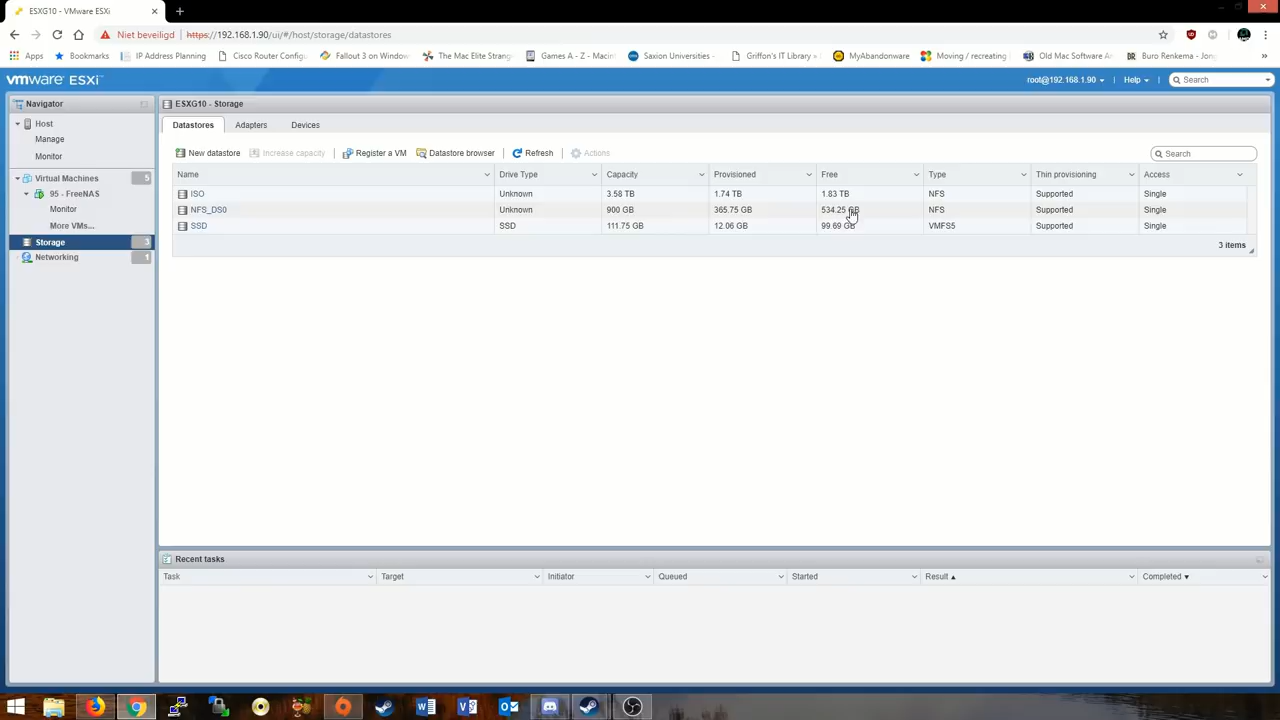 ESXG10 - VMware ESXi
Niet beveiligd
https://192.168.1.90/ui/#/host/storage/datastores
Apps
Bookmarks
IP Address Planning
Cisco Router Config
Fallout 3 on Window
The Mac Elite Strang
Games A - Z - Macin
Saxion Universities -
Griffon's IT Library »
MyAbandonware
Moving / recreating
Old Mac Software Ar
Buro Renkema - Jong
»
vmware ESXi
root@192.168.1.90
Help
Search
Navigator
ESXG10 - Storage
Host
Manage
Monitor
Virtual Machines 5
95 - FreeNAS
Monitor
More VMs...
Storage 3
Networking 1
Datastores Adapters Devices
New datastore Increase capacity Register a VM Datastore browser Refresh Actions Search
Name Drive Type Capacity Provisioned Free Type Thin provisioning Access
ISO Unknown 3.58 TB 1.74 TB 1.83 TB NFS Supported Single
NFS_DS0 Unknown 900 GB 365.75 GB 534.25 GB NFS Supported Single
SSD SSD 111.75 GB 12.06 GB 99.69 GB VMFS5 Supported Single
3 items
Recent tasks
Task Target Initiator Queued Started Result Completed